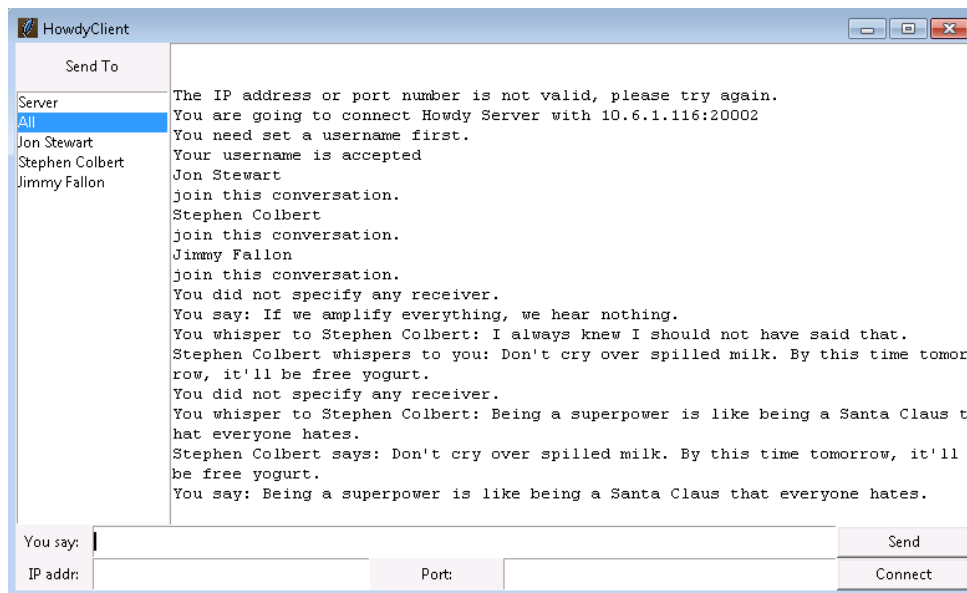 HowdyClient
Send To
Server
All
Jon Stewart
Stephen Colbert
Jimmy Fallon
The IP address or port number is not valid, please try again.
You are going to connect Howdy Server with 10.6.1.116:20002
You need set a username first.
Your username is accepted
Jon Stewart
join this conversation.
Stephen Colbert
join this conversation.
Jimmy Fallon
join this conversation.
You did not specify any receiver.
You say: If we amplify everything, we hear nothing.
You whisper to Stephen Colbert: I always knew I should not have said that.
Stephen Colbert whispers to you: Don't cry over spilled milk. By this time tomor
row, it'll be free yogurt.
You did not specify any receiver.
You whisper to Stephen Colbert: Being a superpower is like being a Santa Claus t
hat everyone hates.
Stephen Colbert says: Don't cry over spilled milk. By this time tomorrow, it'll
be free yogurt.
You say: Being a superpower is like being a Santa Claus that everyone hates.
You say:
Send
IP addr:
Port:
Connect